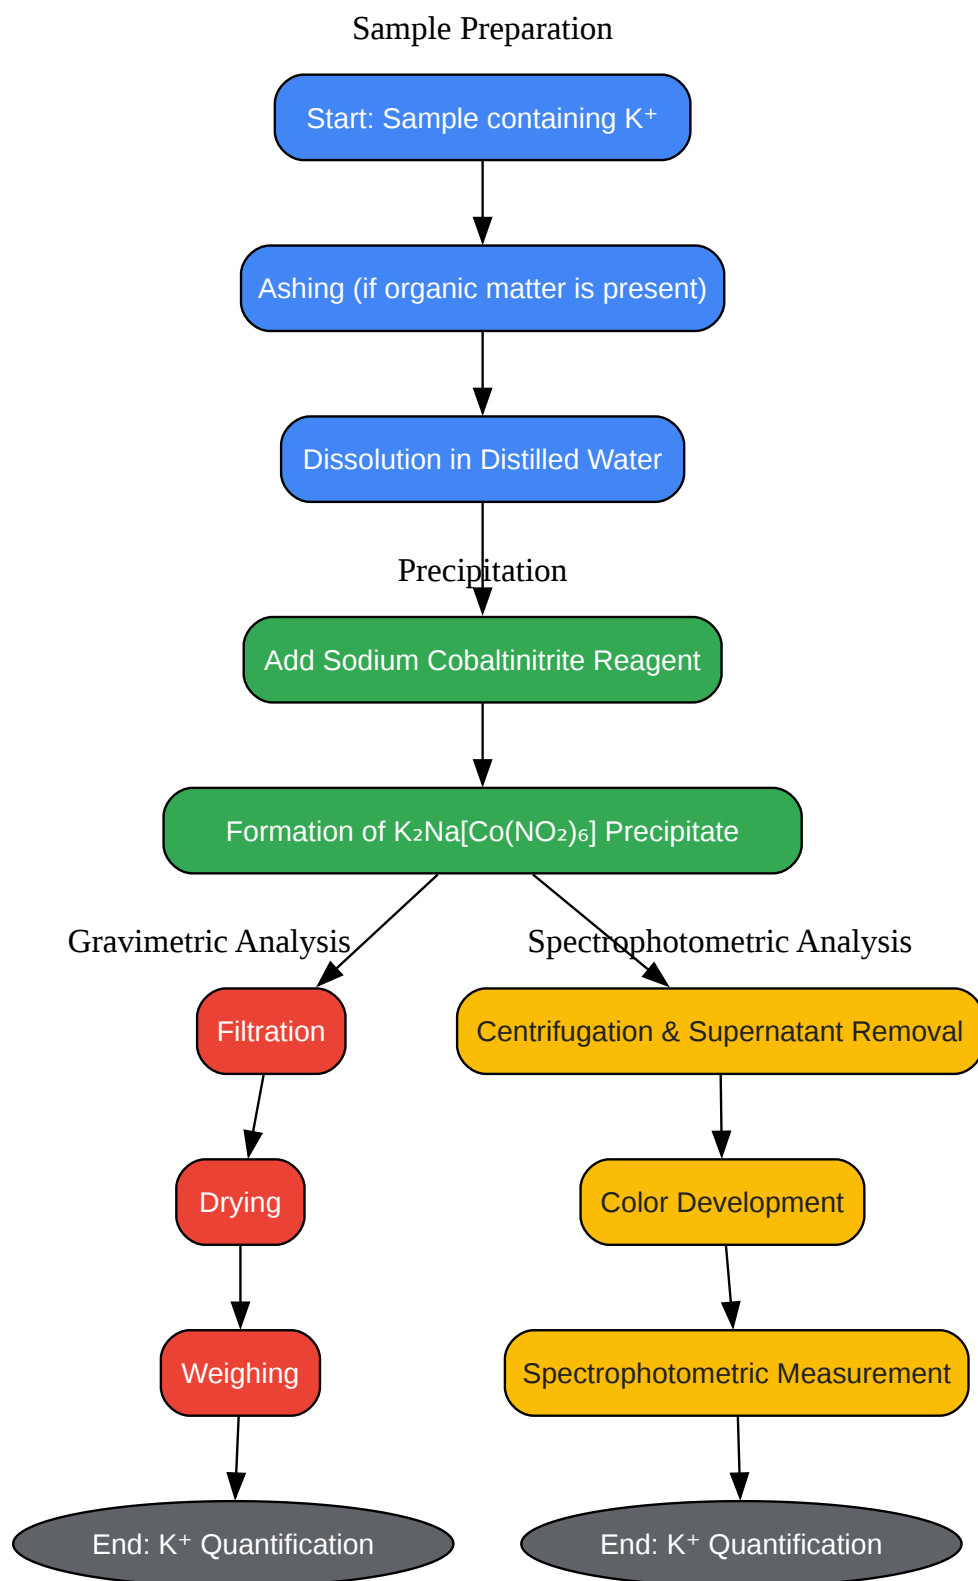 Sample Preparation
Start: Sample containing K⁺
Ashing (if organic matter is present)
Dissolution in Distilled Water
Precipitation
Add Sodium Cobaltinitrite Reagent
Formation of K₂Na[Co(NO₂)₆] Precipitate
Gravimetric Analysis
Filtration
Drying
Weighing
End: K⁺ Quantification
Spectrophotometric Analysis
Centrifugation & Supernatant Removal
Color Development
Spectrophotometric Measurement
End: K⁺ Quantification